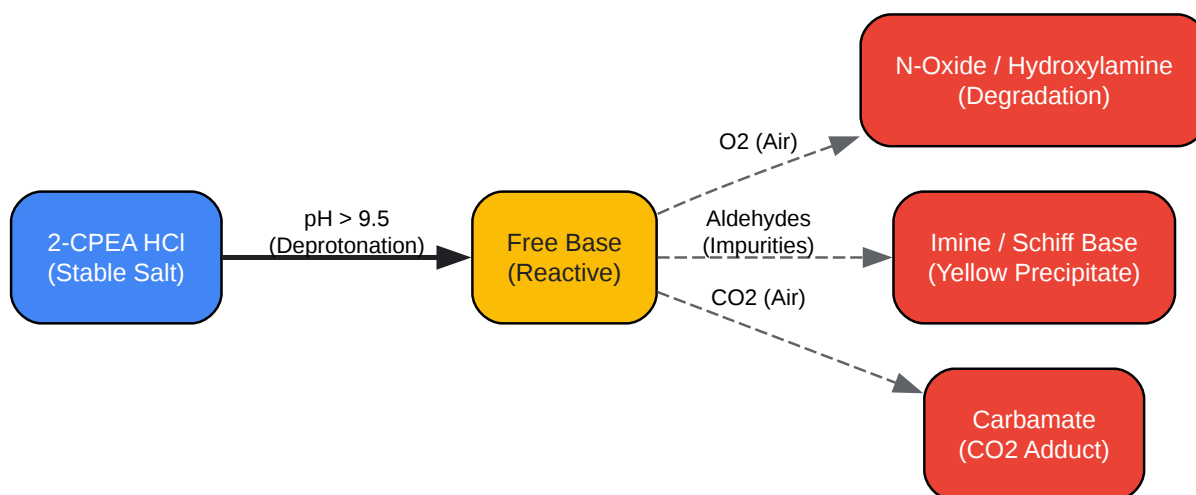 2-CPEA HCl
(Stable Salt)
pH > 9.5
(Deprotonation)
Free Base
(Reactive)
O2 (Air)
N-Oxide / Hydroxylamine
(Degradation)
Aldehydes
(Impurities)
Imine / Schiff Base
(Yellow Precipitate)
CO2 (Air)
Carbamate
(CO2 Adduct)